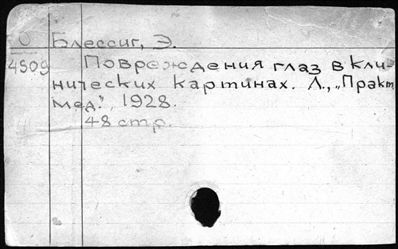 О Блессиг, Э.
4509 Повреждения глаз в кли-
нических картинах. Л., „Практ.
мед.", 1928.
48 стр.